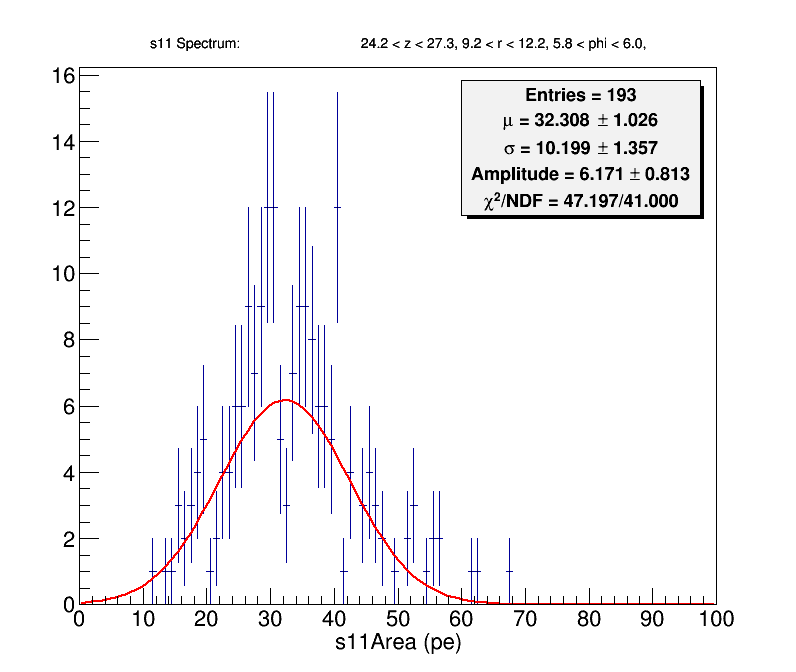 s11 Spectrum: 24.2 < z < 27.3, 9.2 < r < 12.2, 5.8 < phi < 6.0,
Entries = 193
μ = 32.308 ± 1.026
σ = 10.199 ± 1.357
Amplitude = 6.171 ± 0.813
χ²/NDF = 47.197/41.000
16
14
12
10
8
6
4
2
0
0 10 20 30 40 50 60 70 80 90 100
s11Area (pe)